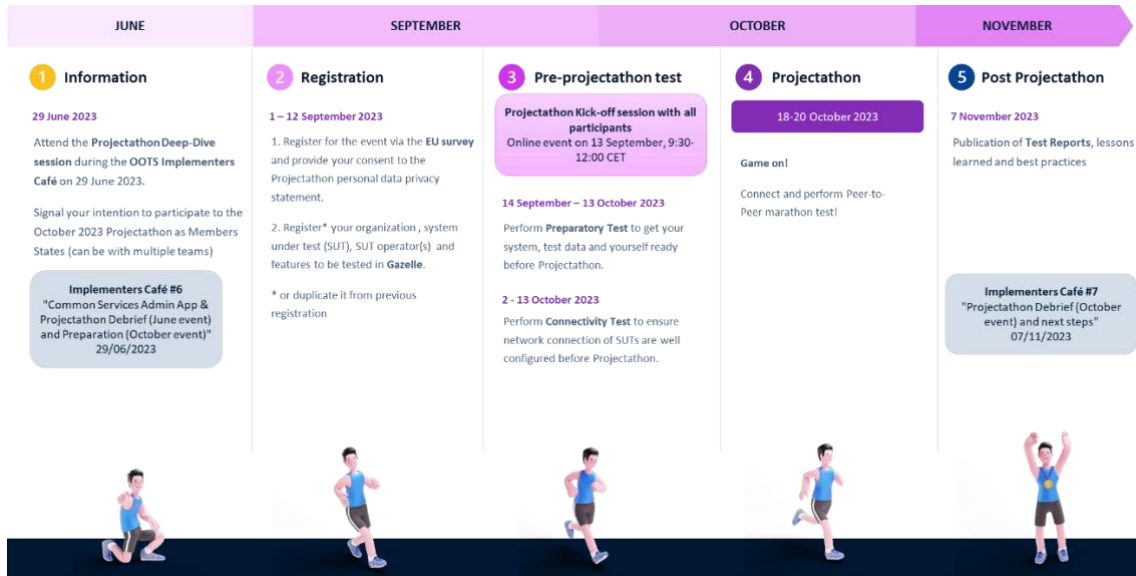 JUNE
SEPTEMBER
OCTOBER
NOVEMBER
1 Information
29 June 2023
Attend the Projectathon Deep-Dive
session during the OOTS Implementers
Café on 29 June 2023.
Signal your intention to participate to the
October 2023 Projectathon as Members
States (can be with multiple teams)
Implementers Café #6
"Common Services Admin App &
Projectathon Debrief (June event)
and Preparation (October event)"
29/06/2023
2 Registration
1 – 12 September 2023
1. Register for the event via the EU survey
and provide your consent to the
Projectathon personal data privacy
statement.
2. Register* your organization , system
under test (SUT), SUT operator(s) and
features to be tested in Gazelle.
* or duplicate it from previous
registration
3 Pre-projectathon test
Projectathon Kick-off session with all
participants
Online event on 13 September, 9:30-
12:00 CET
14 September – 13 October 2023
Perform Preparatory Test to get your
system, test data and yourself ready
before Projectathon.
2 - 13 October 2023
Perform Connectivity Test to ensure
network connection of SUTs are well
configured before Projectathon.
4 Projectathon
18-20 October 2023
Game on!
Connect and perform Peer-to-
Peer marathon test!
5 Post Projectathon
7 November 2023
Publication of Test Reports, lessons
learned and best practices
Implementers Café #7
"Projectathon Debrief (October
event) and next steps"
07/11/2023